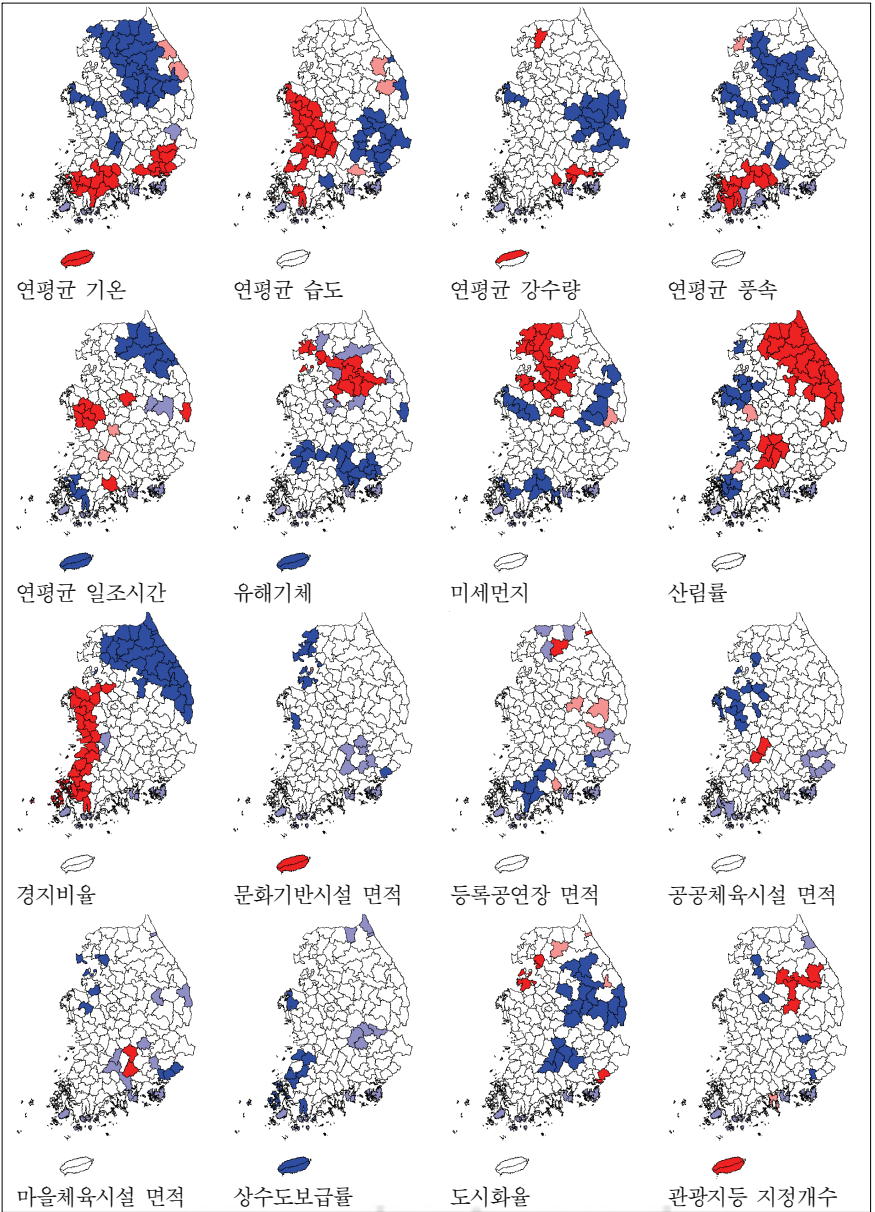 연평균 기온
연평균 습도
연평균 강수량
연평균 풍속
연평균 일조시간
유해기체
미세먼지
산림률
경지비율
문화기반시설 면적
등록공연장 면적
공공체육시설 면적
마을체육시설 면적
상수도보급률
도시화율
관광지등 지정개수